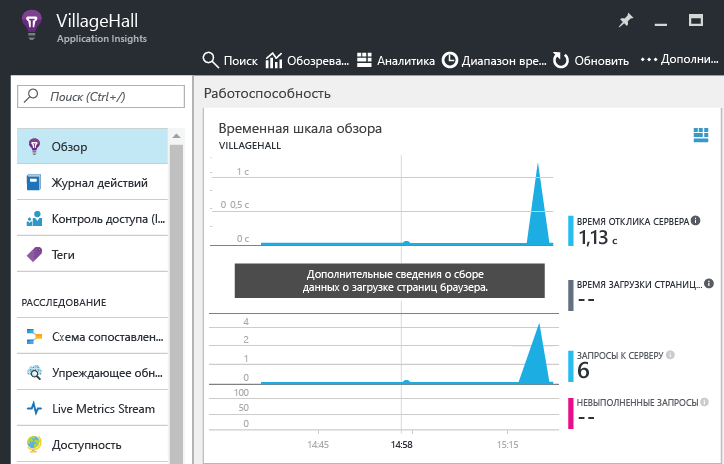 VillageHall
Application Insights
Поиск
Обозрева...
Аналитика
Диапазон вре...
Обновить
Дополни...
Поиск (Ctrl+/)
Обзор
Журнал действий
Контроль доступа (I...
Теги
РАССЛЕДОВАНИЕ
Схема сопоставлен...
Упреждающее обн...
Live Metrics Stream
Доступность
Работоспособность
Временная шкала обзора
VILLAGEHALL
1 с
0 0,5 с
0 с
ВРЕМЯ ОТКЛИКА СЕРВЕРА
1,13 с
Дополнительные сведения о сборе
данных о загрузке страниц браузера.
ВРЕМЯ ЗАГРУЗКИ СТРАНИЦ...
--
4
2
1
0
ЗАПРОСЫ К СЕРВЕРУ
6
100
50
0
НЕВЫПОЛНЕННЫЕ ЗАПРОСЫ
--
14:45
14:58
15:15